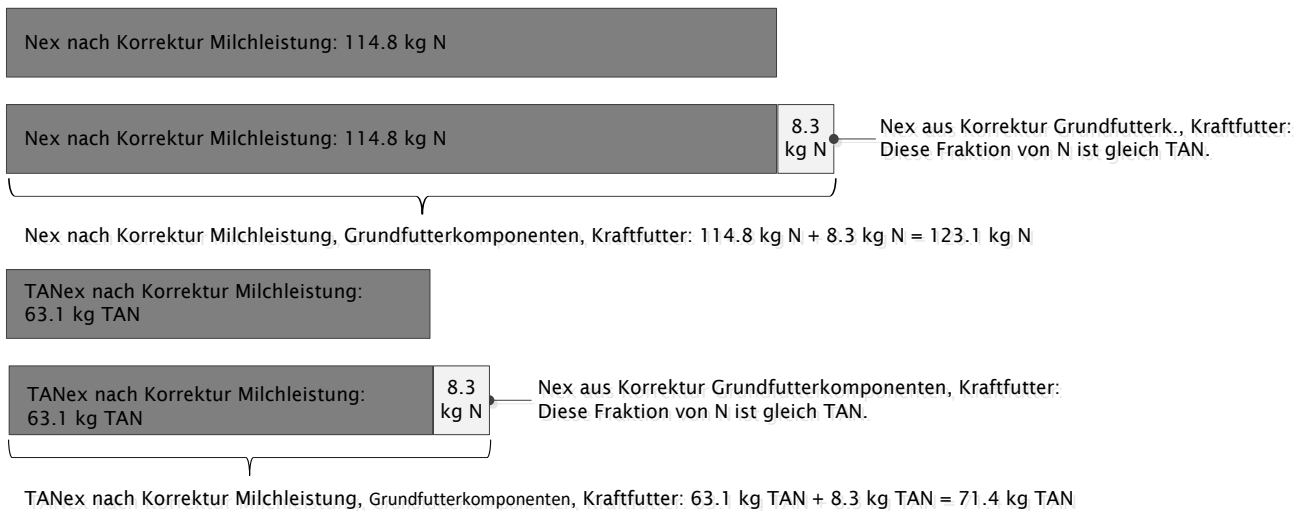 Nex nach Korrektur Milchleistung: 114.8 kg N
Nex nach Korrektur Milchleistung: 114.8 kg N
8.3
kg N
Nex aus Korrektur Grundfutterk., Kraftfutter:
Diese Fraktion von N ist gleich TAN.
Nex nach Korrektur Milchleistung, Grundfutterkomponenten, Kraftfutter: 114.8 kg N + 8.3 kg N = 123.1 kg N
TANex nach Korrektur Milchleistung:
63.1 kg TAN
TANex nach Korrektur Milchleistung:
63.1 kg TAN
8.3
kg N
Nex aus Korrektur Grundfutterkomponenten, Kraftfutter:
Diese Fraktion von N ist gleich TAN.
TANex nach Korrektur Milchleistung, Grundfutterkomponenten, Kraftfutter: 63.1 kg TAN + 8.3 kg TAN = 71.4 kg TAN